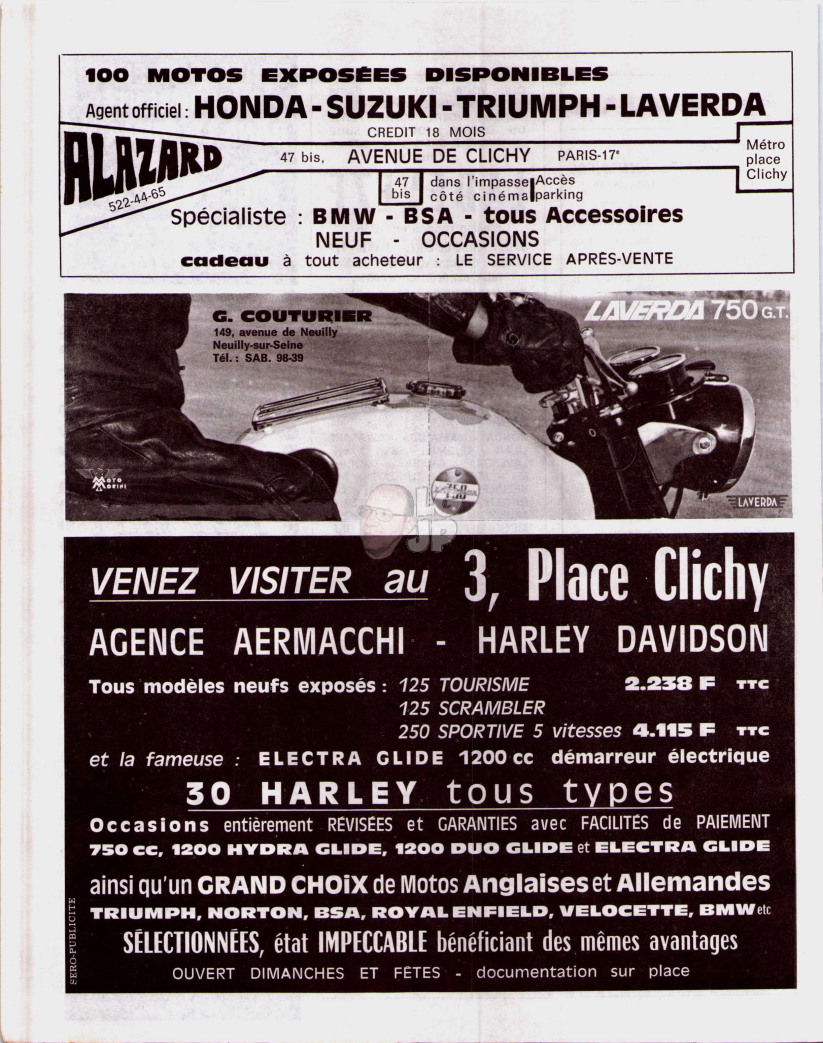 100 MOTOS EXPOSÉES DISPONIBLES
Agent officiel : HONDA - SUZUKI - TRIUMPH - LAVERDA
CREDIT 18 MOIS
ALAZARD
522-44-65
47 bis, AVENUE DE CLICHY PARIS-17e
Métro
place
Clichy
47
bis
dans l'impasse
côté cinéma
Accès
parking
Spécialiste : BMW - BSA - tous Accessoires
NEUF - OCCASIONS
cadeau à tout acheteur : LE SERVICE APRÈS-VENTE
G. COUTURIER
149, avenue de Neuilly
Neuilly-sur-Seine
Tél.: SAB. 98-39
LAVERDA 750 G.T.
MOTO
MORINI
750
LAVERDA
JP
VENEZ VISITER au 3, Place Clichy
AGENCE AERMACCHI - HARLEY DAVIDSON
Tous modèles neufs exposés : 125 TOURISME 2.238 F TTC
125 SCRAMBLER
250 SPORTIVE 5 vitesses 4.115 F TTC
et la fameuse : ELECTRA GLIDE 1200 cc démarreur électrique
30 HARLEY tous types
Occasions entièrement RÉVISÉES et GARANTIES avec FACILITÉS de PAIEMENT
750 cc, 1200 HYDRA GLIDE, 1200 DUO GLIDE et ELECTRA GLIDE
ainsi qu'un GRAND CHOiX de Motos Anglaises et Allemandes
TRIUMPH, NORTON, BSA, ROYAL ENFIELD, VELOCETTE, BMW etc
SÉLECTIONNÉES, état IMPECCABLE bénéficiant des mêmes avantages
OUVERT DIMANCHES ET FÊTES - documentation sur place
SERO-PUBLICITE